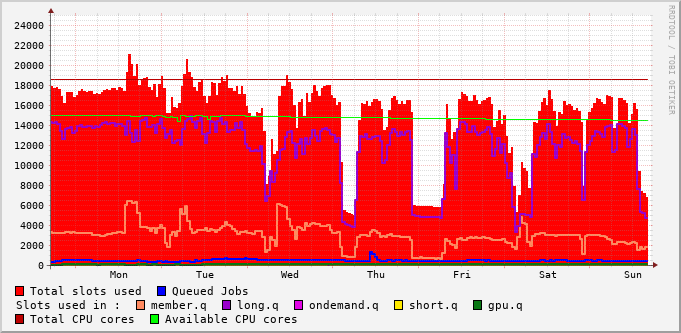 RRDTOOL / TOBI OETIKER
24000
22000
20000
18000
16000
14000
12000
10000
8000
6000
4000
2000
0
Mon Tue Wed Thu Fri Sat Sun
Total slots used Queued Jobs
Slots used in : member.q long.q ondemand.q short.q gpu.q
Total CPU cores Available CPU cores